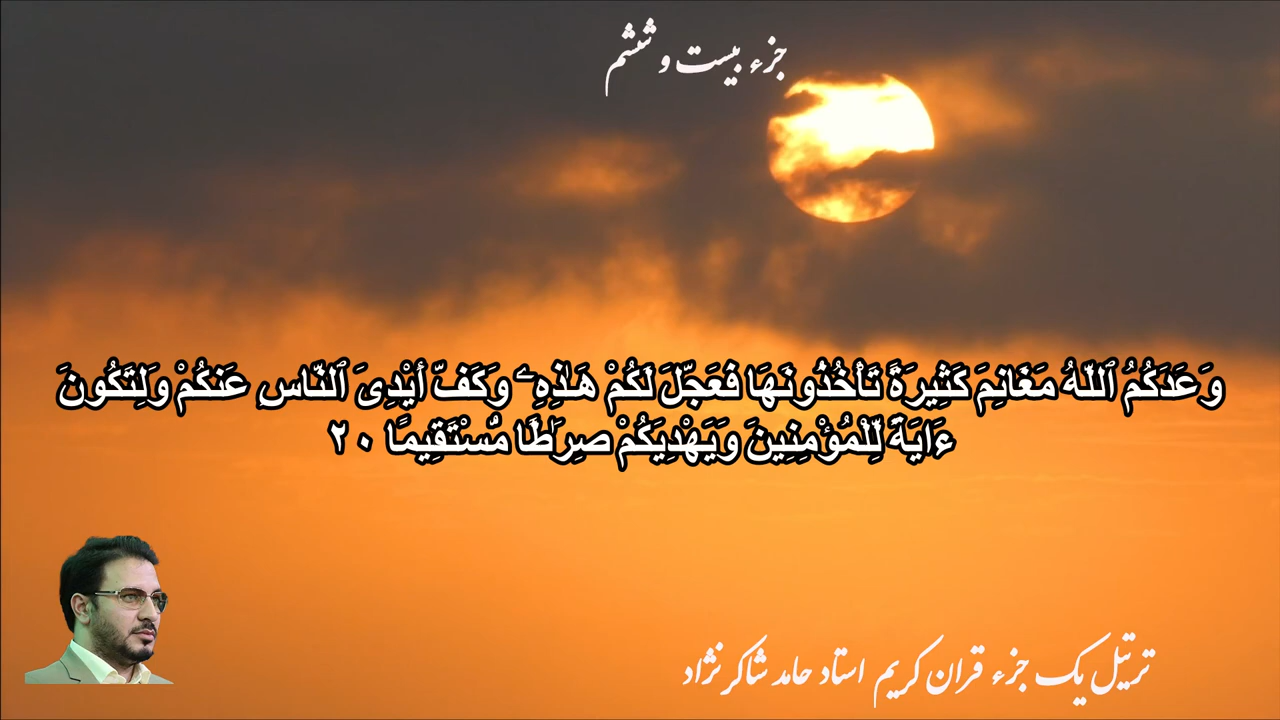 جزء بیست و ششم
وَعَدَكُمُ ٱللَّهُ مَغَانِمَ كَثِيرَةً تَأْخُذُونَهَا فَعَجَّلَ لَكُمْ هَـٰذِهِۦ وَكَفَّ أَيْدِىَ ٱلنَّاسِ عَنكُمْ وَلِتَكُونَ
ءَايَةً لِّلْمُؤْمِنِينَ وَيَهْدِيَكُمْ صِرَٰطًا مُّسْتَقِيمًا ٢٠
ترتیل یک جزء قران کریم استاد حامد شاکرنژاد